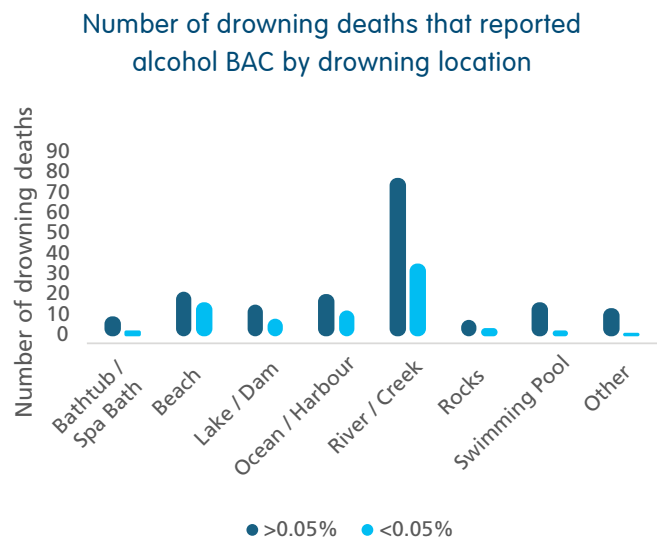 Number of drowning deaths that reported
alcohol BAC by drowning location
Number of drowning deaths
90
80
70
60
50
40
30
20
10
0
Bathtub /
Spa Bath
Beach
Lake / Dam
Ocean / Harbour
River / Creek
Rocks
Swimming Pool
Other
>0.05%
<0.05%